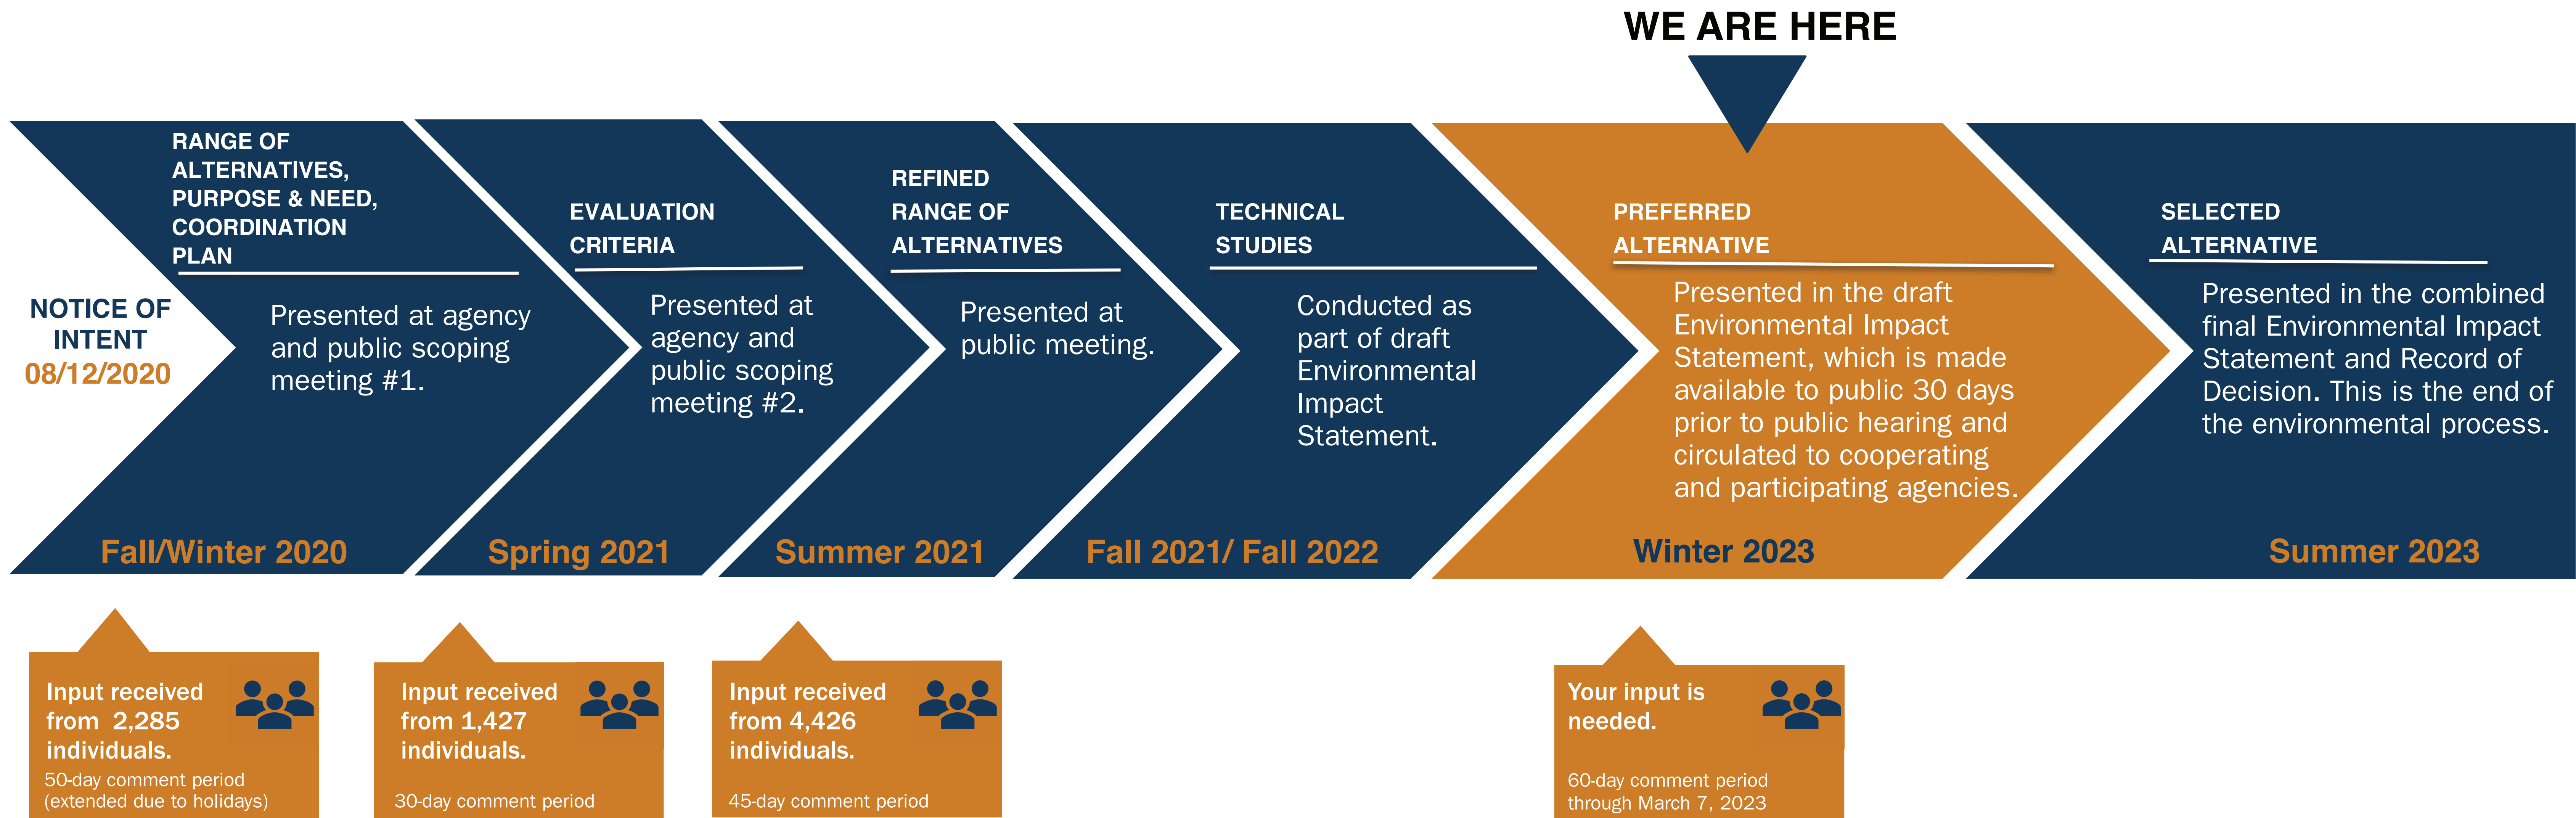 WE ARE HERE
NOTICE OF
INTENT
08/12/2020
RANGE OF
ALTERNATIVES,
PURPOSE & NEED,
COORDINATION
PLAN
Presented at agency
and public scoping
meeting #1.
Fall/Winter 2020
EVALUATION
CRITERIA
Presented at
agency and
public scoping
meeting #2.
Spring 2021
REFINED
RANGE OF
ALTERNATIVES
Presented at
public meeting.
Summer 2021
TECHNICAL
STUDIES
Conducted as
part of draft
Environmental
Impact
Statement.
Fall 2021/ Fall 2022
PREFERRED
ALTERNATIVE
Presented in the draft
Environmental Impact
Statement, which is made
available to public 30 days
prior to public hearing and
circulated to cooperating
and participating agencies.
Winter 2023
SELECTED
ALTERNATIVE
Presented in the combined
final Environmental Impact
Statement and Record of
Decision. This is the end of
the environmental process.
Summer 2023
Input received
from 2,285
individuals.
50-day comment period
(extended due to holidays)
Input received
from 1,427
individuals.
30-day comment period
Input received
from 4,426
individuals.
45-day comment period
Your input is
needed.
60-day comment period
through March 7, 2023